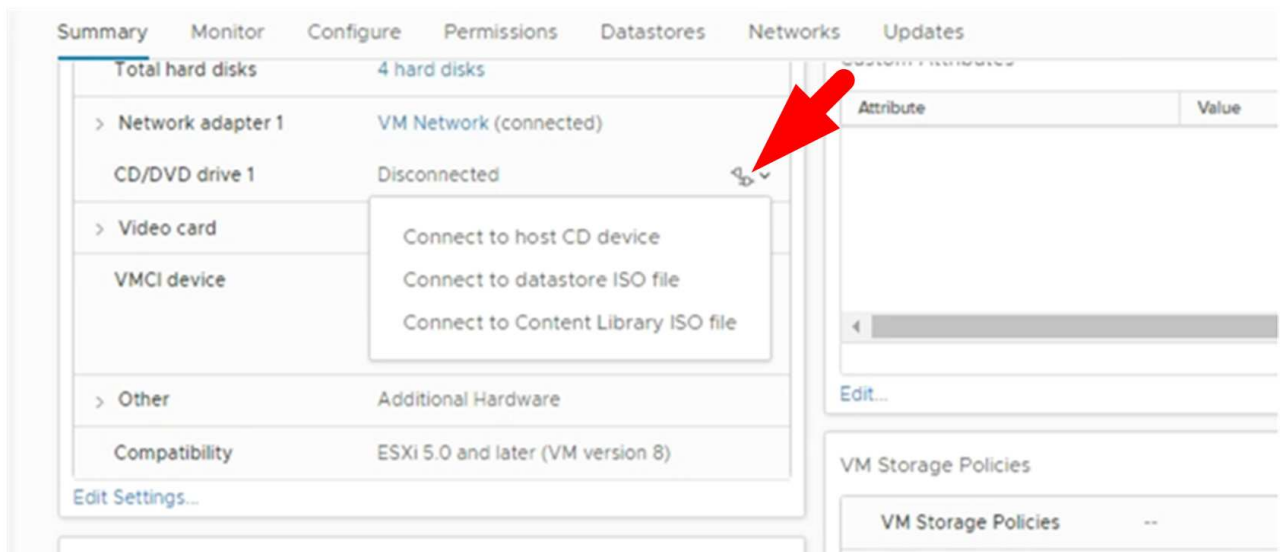 Summary Monitor Configure Permissions Datastores Networks Updates
Total hard disks 4 hard disks
Network adapter 1 VM Network (connected)
CD/DVD drive 1 Disconnected
Connect to host CD device
Connect to datastore ISO file
Connect to Content Library ISO file
Video card
VMCI device
Other Additional Hardware
Compatibility ESXi 5.0 and later (VM version 8)
Edit Settings...
Custom Attributes
Attribute Value
Edit...
VM Storage Policies
VM Storage Policies --